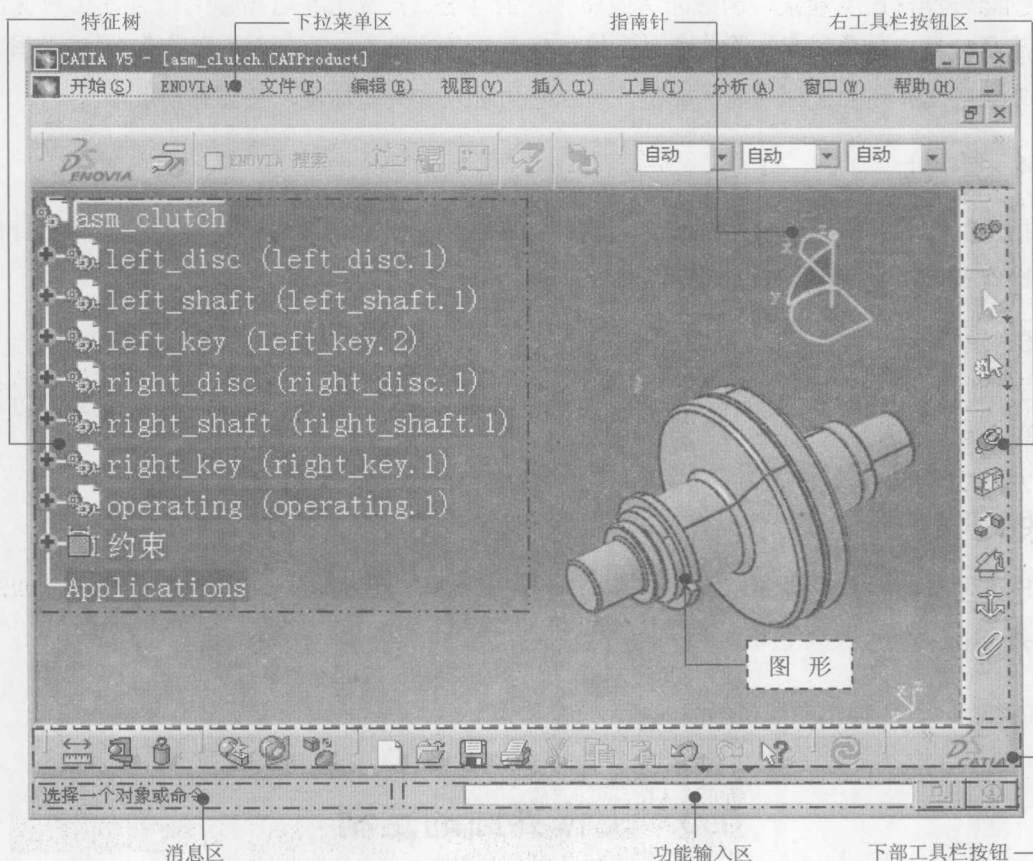 特征树 下拉菜单区 指南针 右工具栏按钮区
CATIA V5 - [asm_clutch.CATProduct]
开始(S) ENOVIA V 文件(F) 编辑(E) 视图(V) 插入(I) 工具(T) 分析(A) 窗口(W) 帮助(H)
ENOVIA ENOVIA 搜索 自动 自动 自动
asm_clutch
left_disc (left_disc.1)
left_shaft (left_shaft.1)
left_key (left_key.2)
right_disc (right_disc.1)
right_shaft (right_shaft.1)
right_key (right_key.1)
operating (operating.1)
约束
Applications
z
x
y
图 形
CATIA
选择一个对象或命令
消息区 功能输入区 下部工具栏按钮